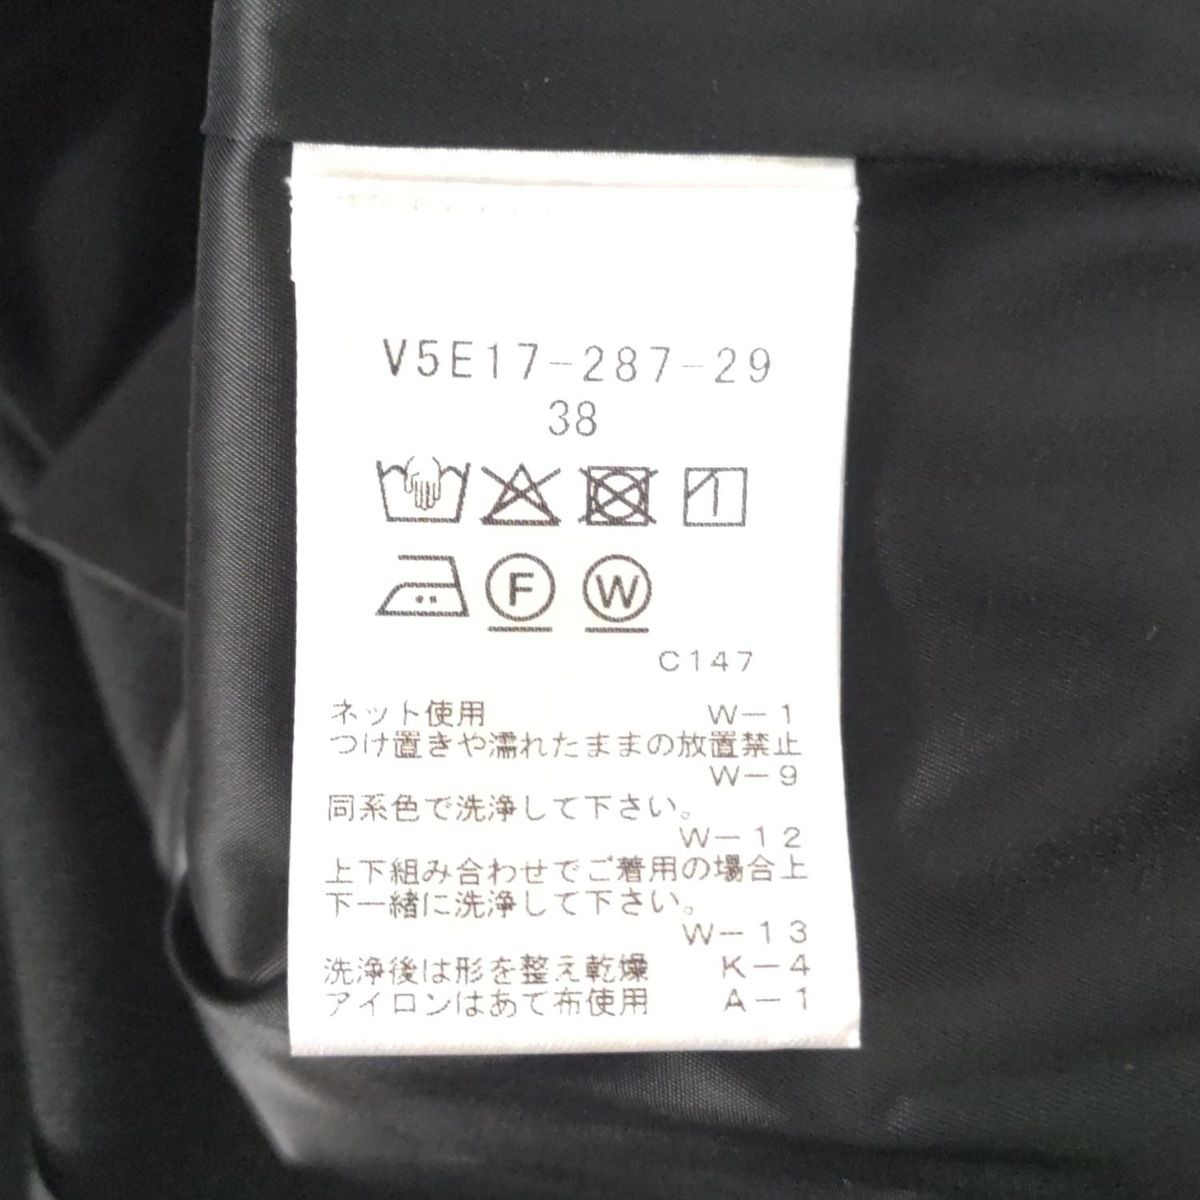 V5E17-287-29
38
F W
C147
ネット使用 W-1
つけ置きや濡れたままの放置禁止
W-9
同系色で洗浄して下さい。
W-12
上下組み合わせでご着用の場合上
下一緒に洗浄して下さい。
W-13
洗浄後は形を整え乾燥 K-4
アイロンはあて布使用 A-1